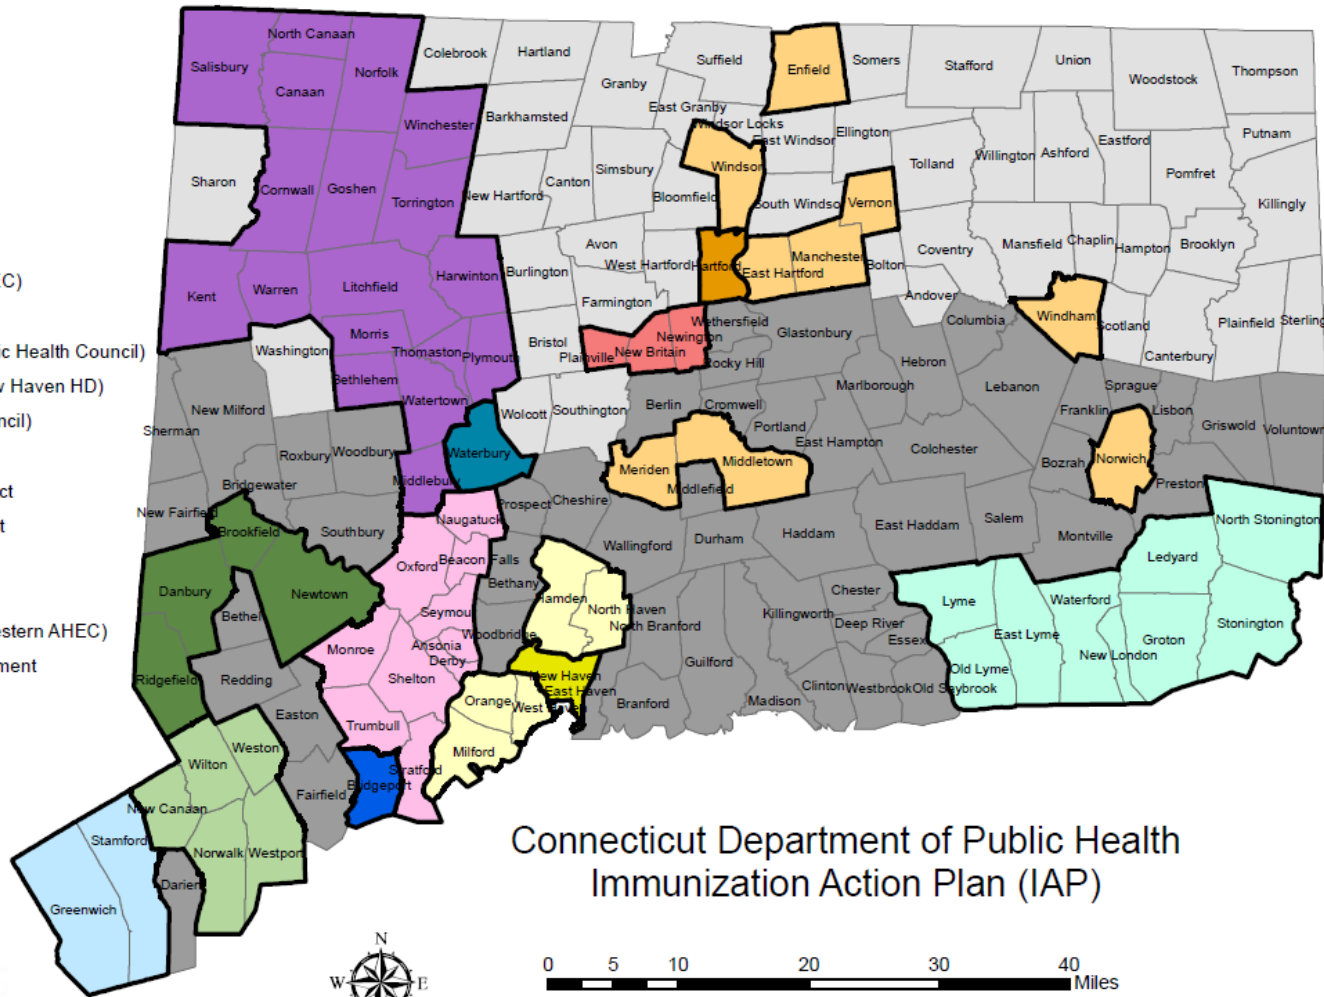 North Canaan
Salisbury
Canaan
Norfolk
Colebrook
Hartland
Granby
Suffield
Enfield
Somers
Stafford
Union
Woodstock
Thompson
East Granby
Windsor Locks
East Windsor
Ellington
Winchester
Barkhamsted
Putnam
Eastford
Ashford
Willington
Tolland
Windsor
Simsbury
Canton
Sharon
Cornwall
Goshen
Torrington
New Hartford
Bloomfield
South Windso
Vernon
Pomfret
Killingly
Avon
West Hartford
Hartford
East Hartford
Manchester
Bolton
Coventry
Mansfield
Chaplin
Hampton
Brooklyn
EC)
Kent
Warren
Litchfield
Harwinton
Burlington
Farmington
Andover
Columbia
Windham
Scotland
Plainfield
Sterling
Canterbury
ic Health Council)
Washington
Morris
Thomaston
Plymouth
Bristol
Plainville
New Britain
Newington
Wethersfield
Rocky Hill
Glastonbury
Hebron
w Haven HD)
Bethlehem
Watertown
Marlborough
Lebanon
Sprague
Franklin
Lisbon
Griswold
Voluntown
ncil)
Sherman
New Milford
Roxbury
Woodbury
Wolcott
Southington
Berlin
Cromwell
Portland
East Hampton
Colchester
Bozrah
Norwich
Preston
Waterbury
Meriden
Middletown
Middlefield
Bridgewater
Middlebury
ct
New Fairfield
Brookfield
Southbury
Naugatuck
Prospect
Cheshire
Wallingford
Durham
Haddam
East Haddam
Salem
Montville
North Stonington
t
Ledyard
Oxford
Beacon Falls
Bethany
Danbury
Newtown
Bethel
Seymou
Hamden
North Haven
North Branford
Killingworth
Chester
Deep River
Essex
Lyme
Waterford
East Lyme
Groton
Stonington
estern AHEC)
Woodbridge
Monroe
Ansonia
Derby
New London
ment
Ridgefield
Redding
Shelton
New Haven
East Haven
Guilford
Old Lyme
Easton
Trumbull
Orange
West Haven
Branford
Madison
Clinton
Westbrook
Old Saybrook
Wilton
Weston
Milford
Stratford
Bridgeport
Fairfield
New Canaan
Stamford
Norwalk
Westport
Darien
Greenwich
Connecticut Department of Public Health
Immunization Action Plan (IAP)
N
W E
0 5 10 20 30 40
Miles